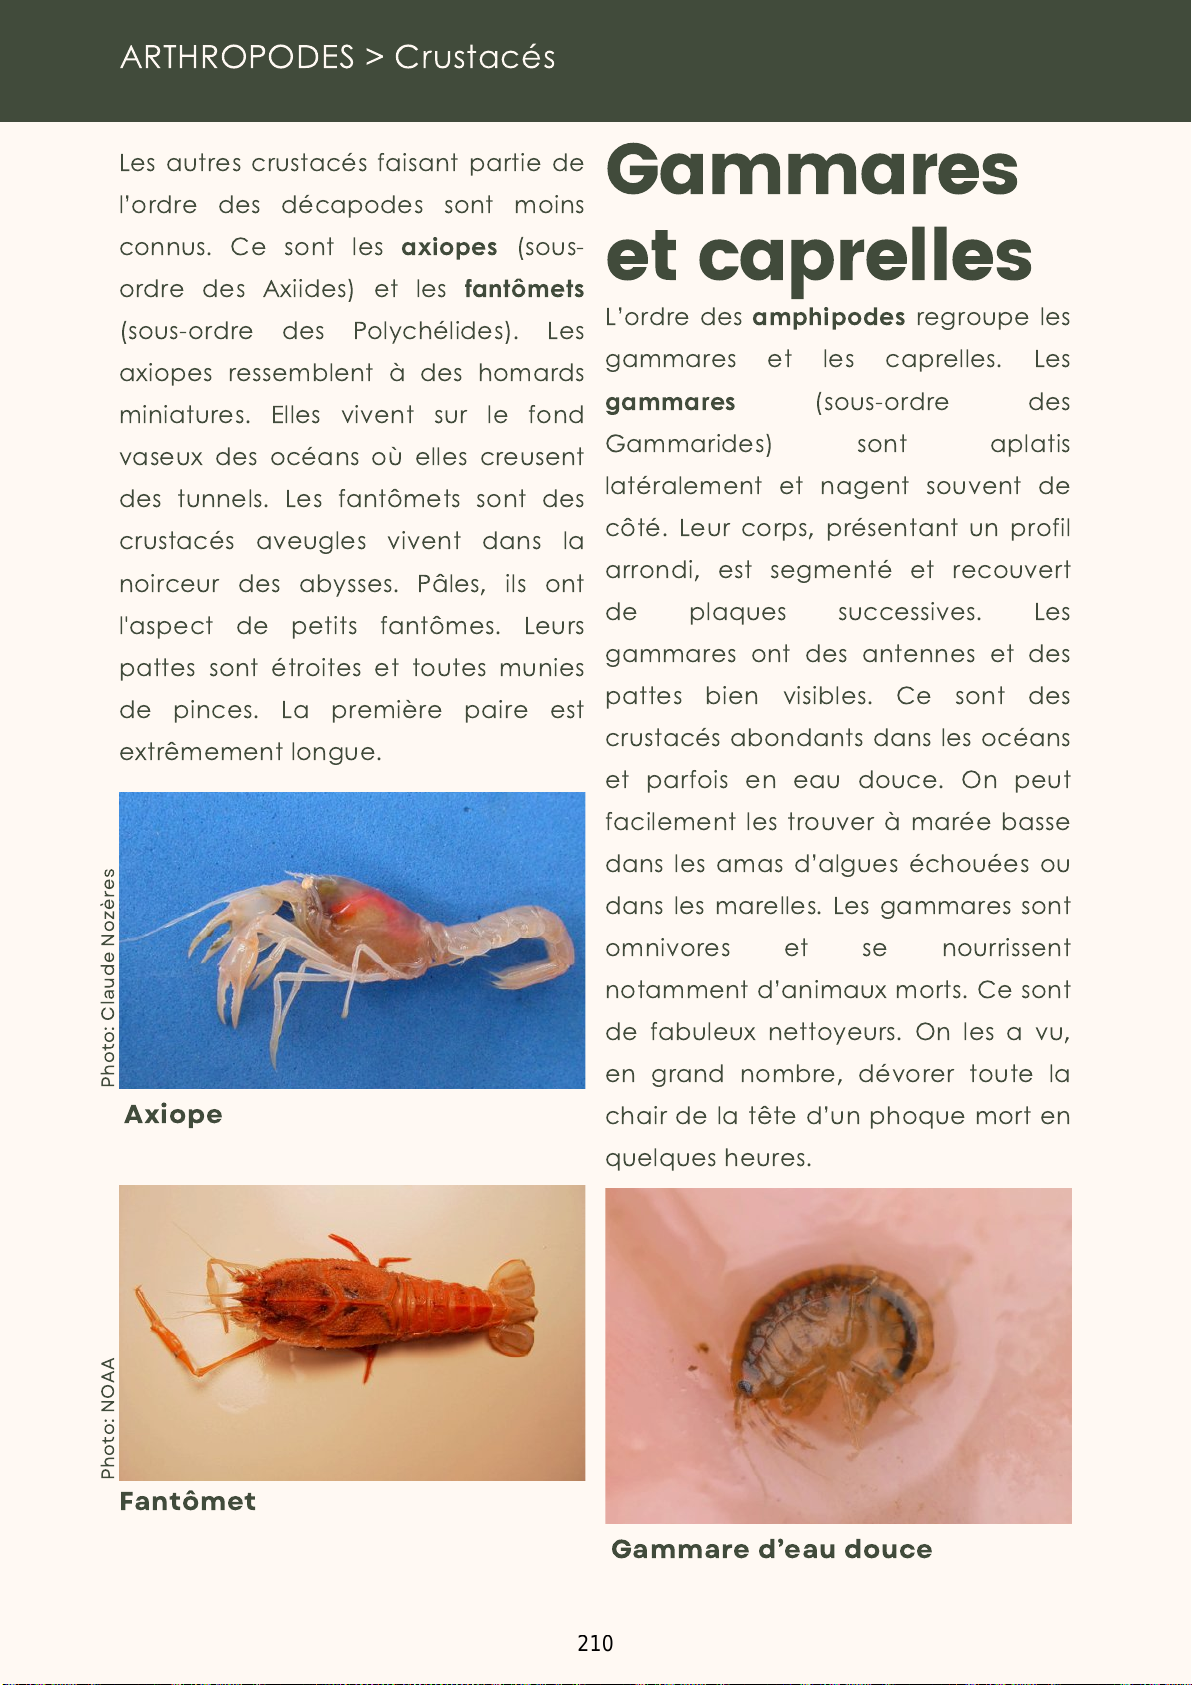 ARTHROPODES > Crustacés
Les autres crustacés faisant partie de
l'ordre des décapodes sont moins
connus. Ce sont les axiopes (sous-
ordre des Axiides) et les fantômets
(sous-ordre des Polychélides). Les
axiopes ressemblent à des homards
miniatures. Elles vivent sur le fond
vaseux des océans où elles creusent
des tunnels. Les fantômets sont des
crustacés aveugles vivent dans la
noirceur des abysses. Pâles, ils ont
l'aspect de petits fantômes. Leurs
pattes sont étroites et toutes munies
de pinces. La première paire est
extrêmement longue.
Photo: Claude Nozères
Axiope
Photo: NOAA
Fantômet
Gammares
et caprelles
L’ordre des amphipodes regroupe les
gammares et les caprelles. Les
gammares (sous-ordre des
Gammarides) sont aplatis
latéralement et nagent souvent de
côté. Leur corps, présentant un profil
arrondi, est segmenté et recouvert
de plaques successives. Les
gammares ont des antennes et des
pattes bien visibles. Ce sont des
crustacés abondants dans les océans
et parfois en eau douce. On peut
facilement les trouver à marée basse
dans les amas d’algues échouées ou
dans les marelles. Les gammares sont
omnivores et se nourrissent
notamment d’animaux morts. Ce sont
de fabuleux nettoyeurs. On les a vu,
en grand nombre, dévorer toute la
chair de la tête d’un phoque mort en
quelques heures.
Gammare d’eau douce
210